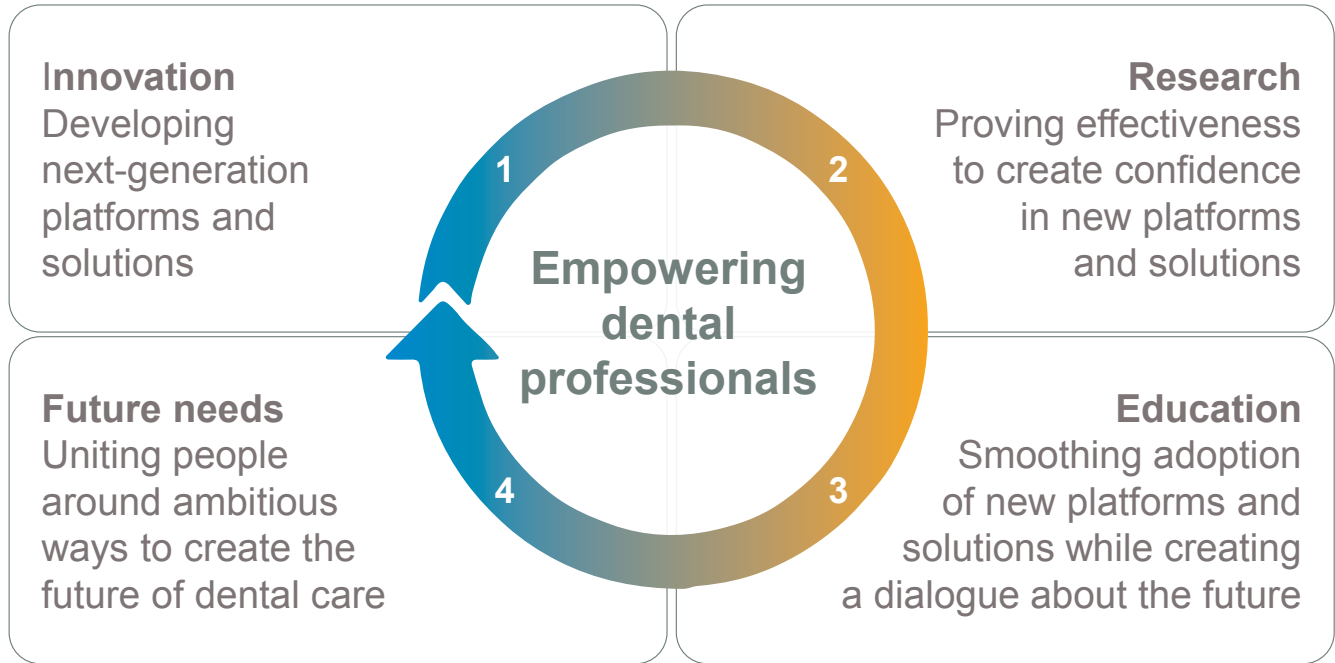 Innovation
Developing
next-generation
platforms and
solutions
1
2
Research
Proving effectiveness
to create confidence
in new platforms
and solutions
Empowering
dental
professionals
Future needs
Uniting people
around ambitious
ways to create the
future of dental care
4
3
Education
Smoothing adoption
of new platforms and
solutions while creating
a dialogue about the future